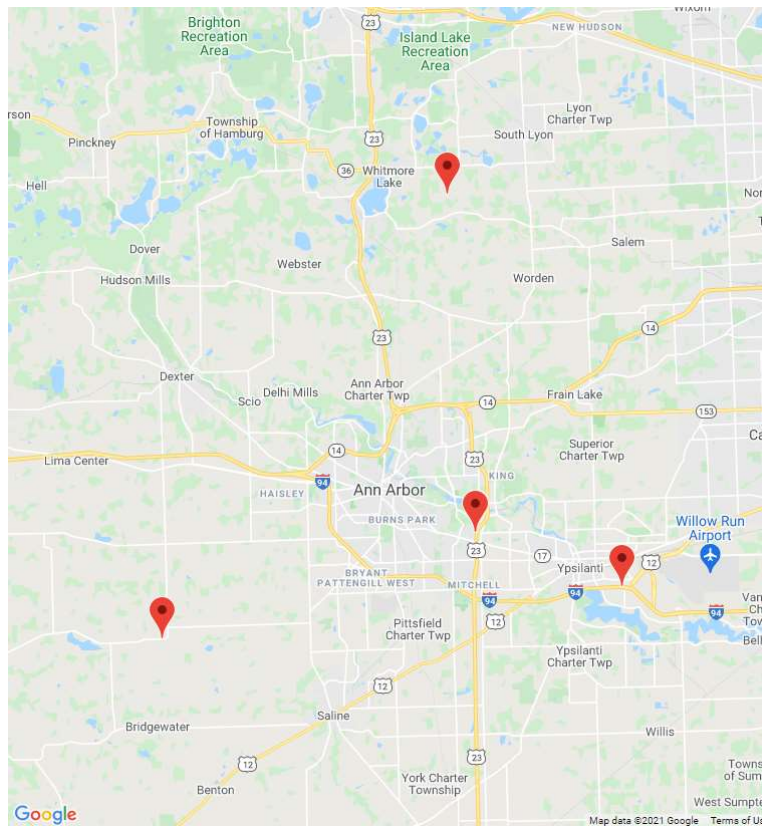 Brighton
Recreation
Area
Island Lake
Recreation
Area
Wixom
NEW HUDSON
23
erson
Pinckney
Township
of Hamburg
Lyon
Charter Twp
South Lyon
23
36
Whitmore
Lake
Hell
Nor
Dover
Webster
Salem
Hudson Mills
Worden
14
23
Dexter
Ann Arbor
Charter Twp
Delhi Mills
Scio
Frain Lake
14
153
Superior
Charter Twp
Ca
14
Lima Center
23
KING
94
HAISLEY
Ann Arbor
BURNS PARK
Willow Run
Airport
23
17
Ypsilanti
12
BRYANT
PATTENGILL WEST
MITCHELL
94
94
Van
Ch
Tow
94
12
Pittsfield
Charter Twp
Bel
Ypsilanti
Charter Twp
12
Saline
Bridgewater
Willis
23
12
Benton
York Charter
Township
Towns
of Sum
West Sumpte
Google
Map data ©2021 Google
Terms of Us